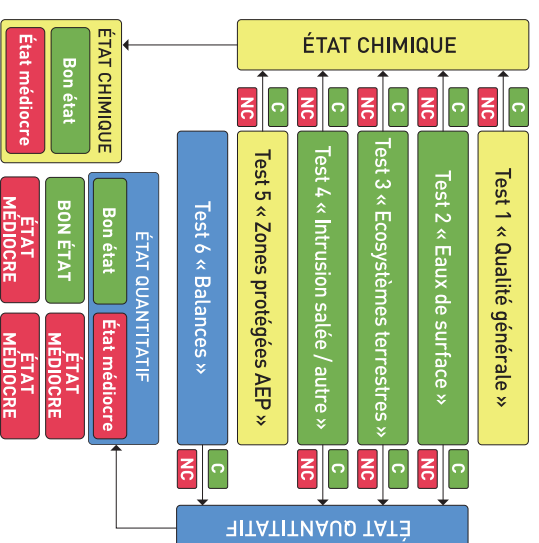 ÉTAT CHIMIQUE
C
NC
Test 1 « Qualité générale »
C
NC
Test 2 « Eaux de surface »
C
NC
C
NC
Test 3 « Ecosystèmes terrestres »
C
NC
C
NC
Test 4 « Intrusion salée / autre »
C
NC
C
NC
Test 5 « Zones protégées AEP »
Test 6 « Balances »
C
NC
ÉTAT QUANTITATIF
ÉTAT QUANTITATIF
Bon état
État médiocre
ÉTAT CHIMIQUE
Bon état
BON ÉTAT
ÉTAT
MÉDIOCRE
État médiocre
ÉTAT
MÉDIOCRE
ÉTAT
MÉDIOCRE